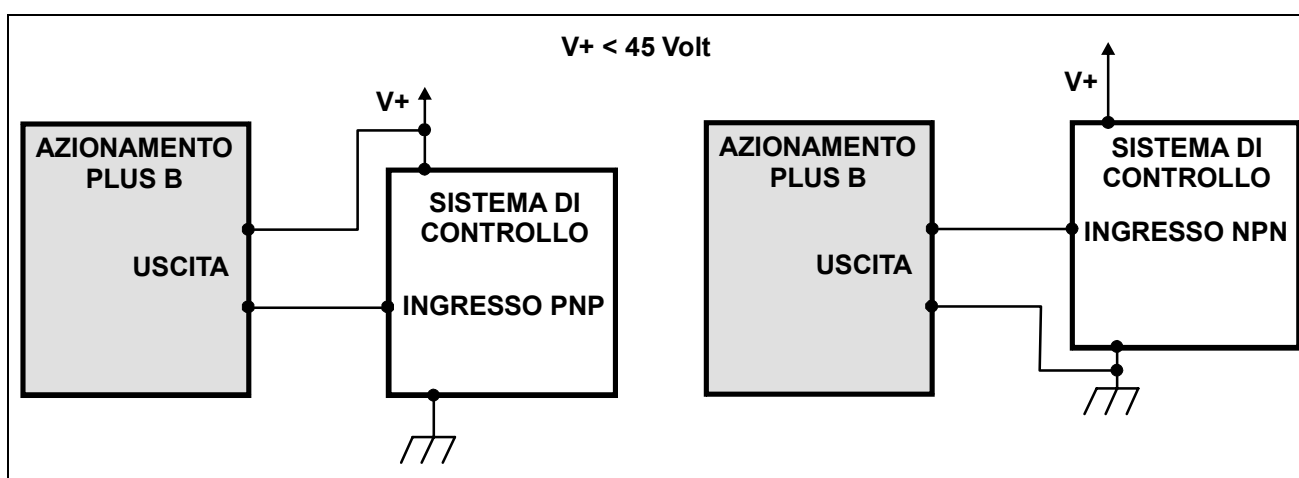 V+ < 45 Volt
V+
AZIONAMENTO
PLUS B
USCITA
SISTEMA DI
CONTROLLO
INGRESSO PNP
V+
AZIONAMENTO
PLUS B
USCITA
SISTEMA DI
CONTROLLO
INGRESSO NPN